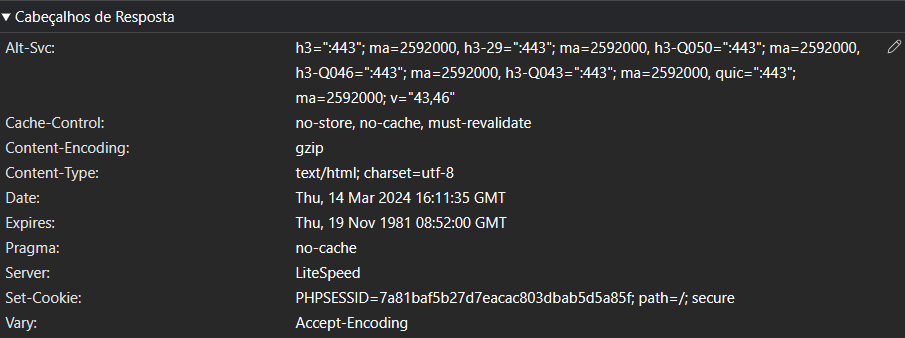 Cabeçalhos de Resposta
Alt-Svc: h3=":443"; ma=2592000, h3-29=":443"; ma=2592000, h3-Q050=":443"; ma=2592000,
h3-Q046=":443"; ma=2592000, h3-Q043=":443"; ma=2592000, quic=":443";
ma=2592000; v="43,46"
Cache-Control: no-store, no-cache, must-revalidate
Content-Encoding: gzip
Content-Type: text/html; charset=utf-8
Date: Thu, 14 Mar 2024 16:11:35 GMT
Expires: Thu, 19 Nov 1981 08:52:00 GMT
Pragma: no-cache
Server: LiteSpeed
Set-Cookie: PHPSESSID=7a81baf5b27d7eacac803dbab5d5a85f; path=/; secure
Vary: Accept-Encoding